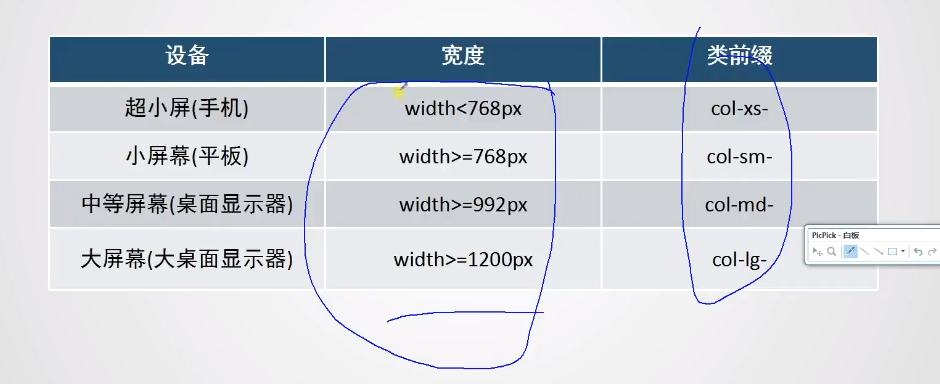 设备 宽度 类前缀
超小屏(手机) width<768px col-xs-
小屏幕(平板) width>=768px col-sm-
中等屏幕(桌面显示器) width>=992px col-md-
PicPick - 白板
大屏幕(大桌面显示器) width>=1200px col-lg-